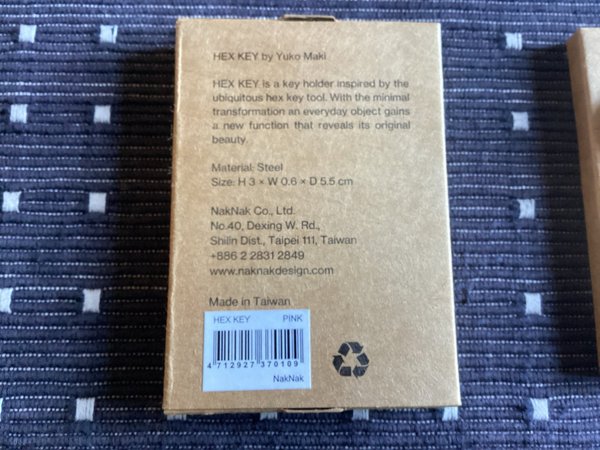 HEX KEY by Yuko Maki
HEX KEY is a key holder inspired by the
ubiquitous hex key tool. With the minimal
transformation an everyday object gains
a new function that reveals its original
beauty.
Material: Steel
Size: H 3 × W 0.6 × D 5.5 cm
NakNak Co., Ltd.
No.40, Dexing W. Rd.,
Shilin Dist., Taipei 111, Taiwan
+886 2 2831 2849
www.naknakdesign.com
Made in Taiwan
HEX KEY PINK
4 712927 370109
NakNak